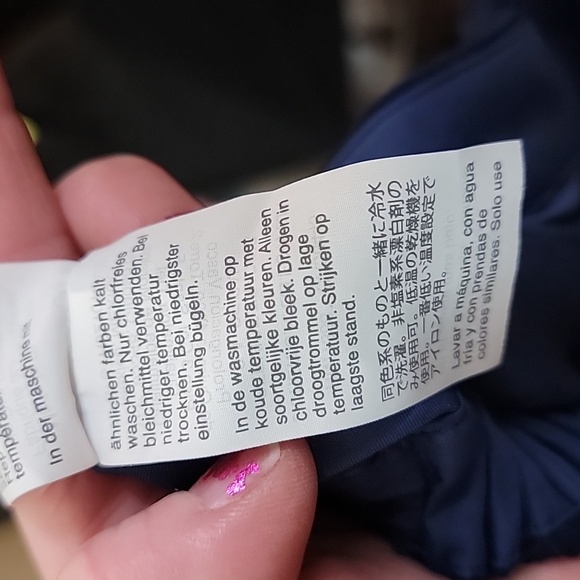 tempéra
In der maschine mit
ähnlichen farben kalt
waschen. Nur chlorfreies
bleichmittel verwenden. Bei
niedriger temperatur
trocknen. Bei niedrigster
einstellung bügeln.
In de wasmachine op
koude temperatuur met
soortgelijke kleuren. Alleen
chloorvrije bleek. Drogen in
droogtrommel op lage
temperatuur. Strijken op
laagste stand.
同色系のものと一緒に冷水
で洗濯。非塩素系漂白剤の
み使用可。低温の乾燥機を
使用。一番低い温度設定で
アイロン使用。
Lavar a máquina, con agua
fría y con prendas de
colores similares. Solo use